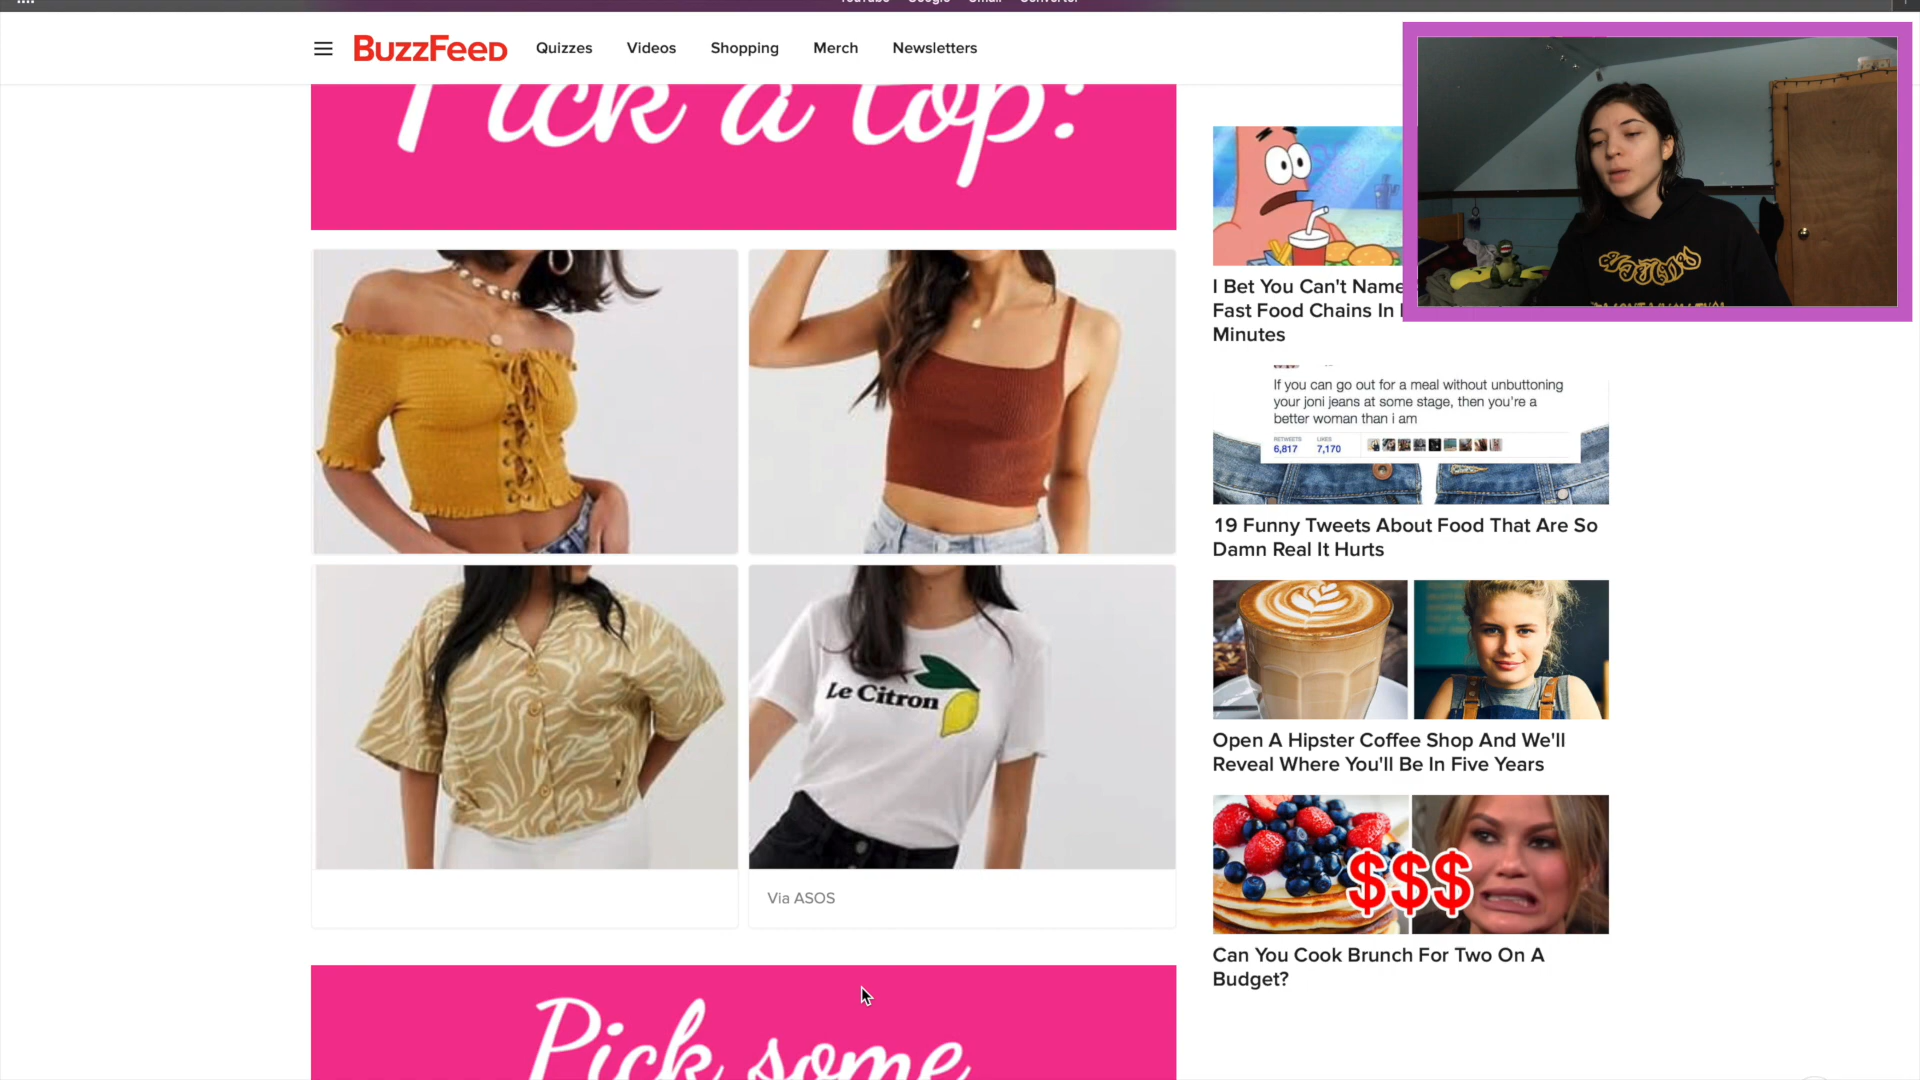 BuzzFeed Quizzes Videos Shopping Merch Newsletters
Pick a top:
Le Citron
Via ASOS
Pick some
I Bet You Can't Name
Fast Food Chains In
Minutes
If you can go out for a meal without unbuttoning
your joni jeans at some stage, then you're a
better woman than i am
RETWEETS LIKES
6,817 7,170
19 Funny Tweets About Food That Are So
Damn Real It Hurts
Open A Hipster Coffee Shop And We'll
Reveal Where You'll Be In Five Years
$$$
Can You Cook Brunch For Two On A
Budget?